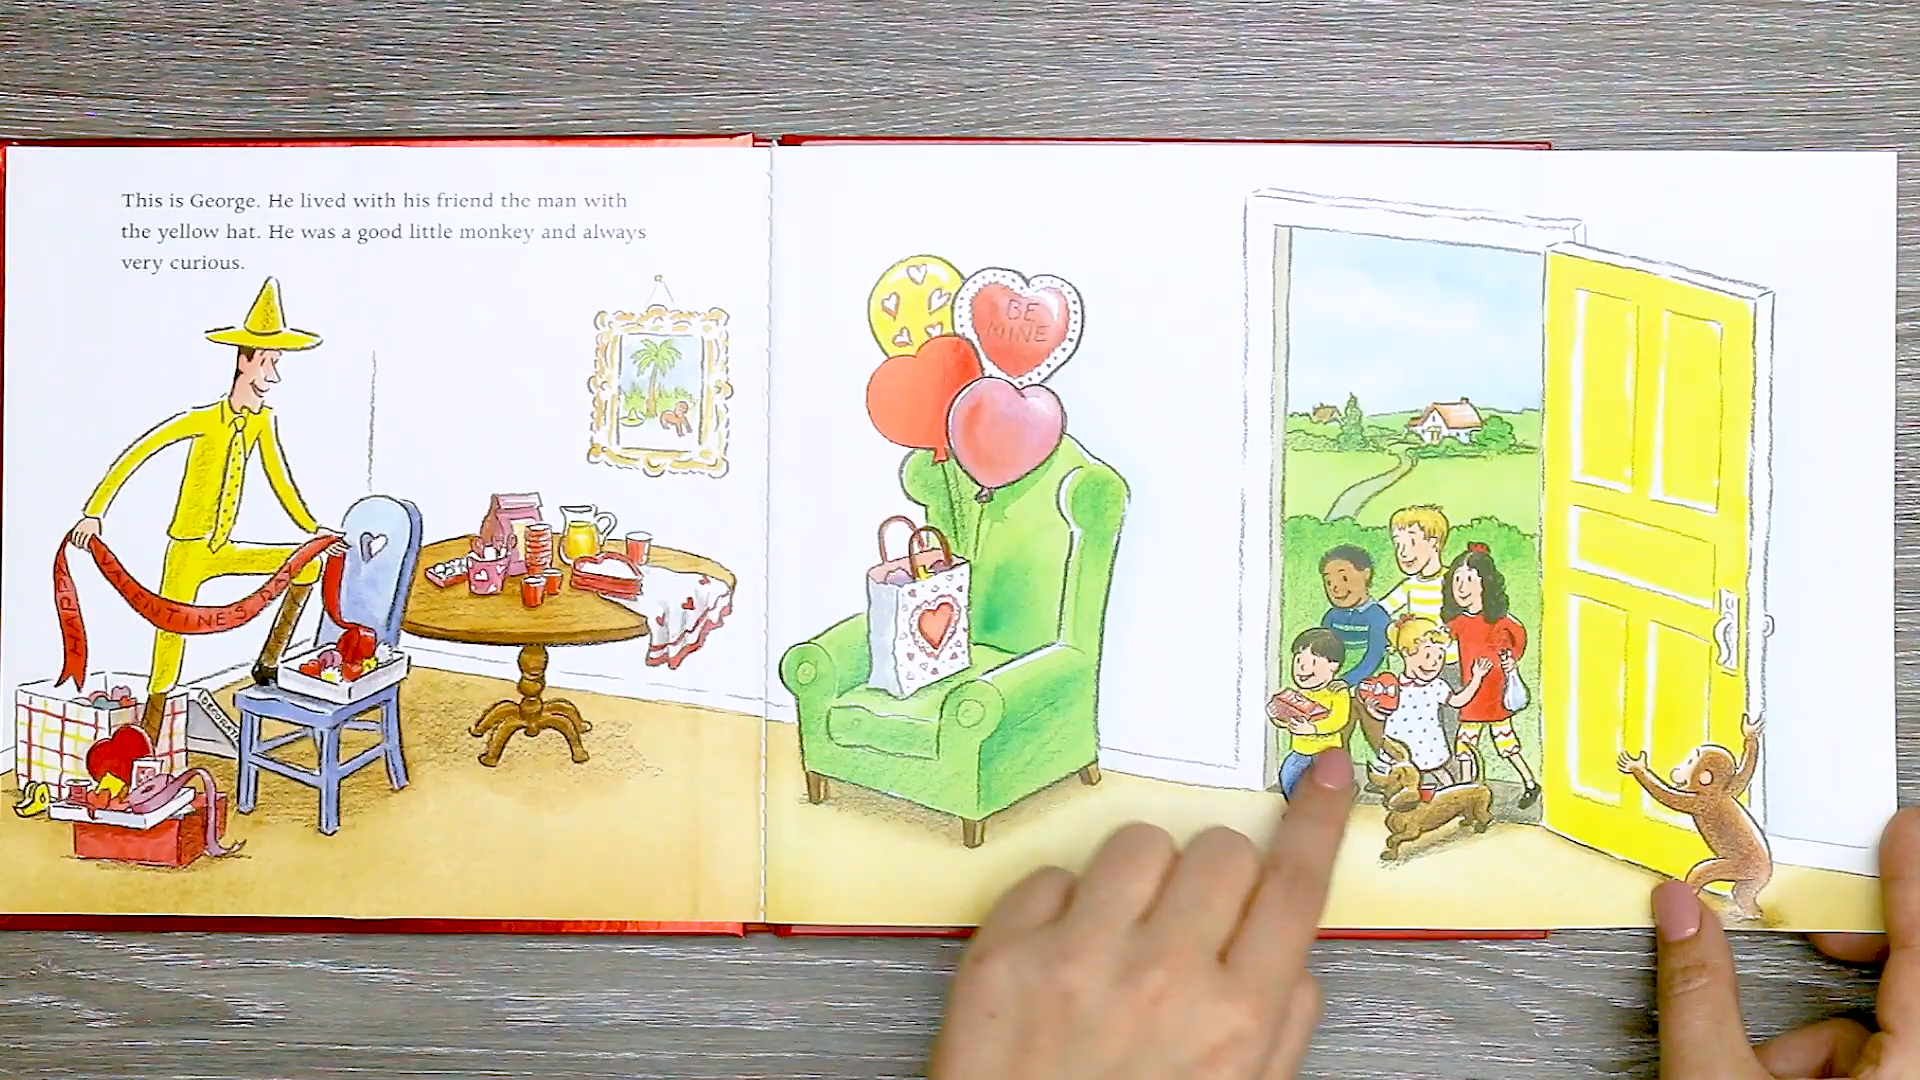 This is George. He lived with his friend the man with
the yellow hat. He was a good little monkey and always
very curious.
HAPPY VALENTINES DAY
BE
MINE